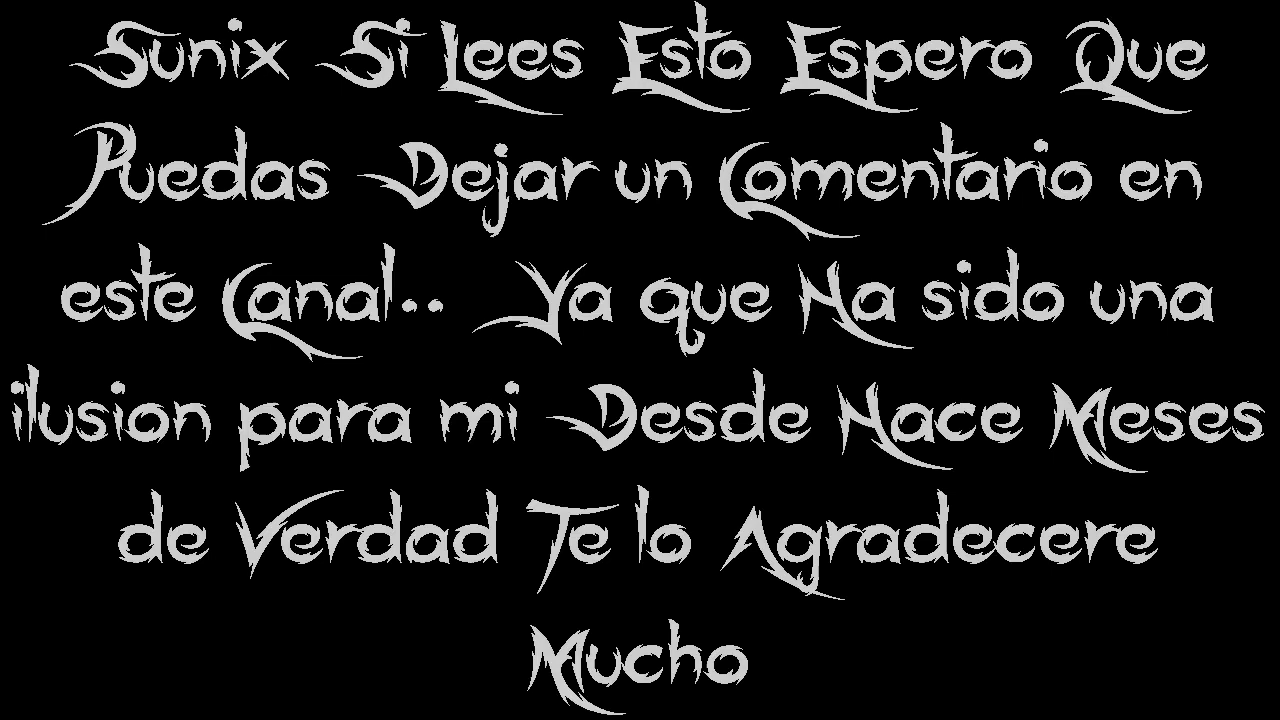 Sunix Si Lees Esto Espero Que
Puedas Dejar un Comentario en
este Canal.. Ya que Ha sido una
ilusion para mi Desde Hace Meses
de Verdad Te lo Agradecere
Mucho